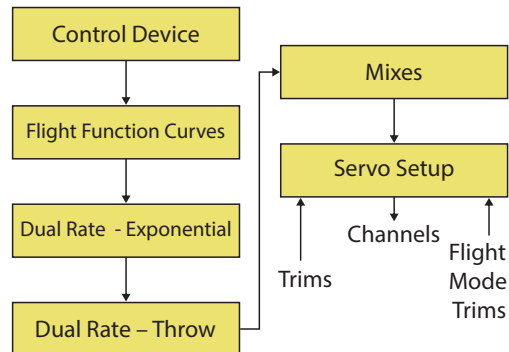 Control Device
Flight Function Curves
Dual Rate - Exponential
Dual Rate – Throw
Mixes
Servo Setup
Channels
Trims
Flight
Mode
Trims